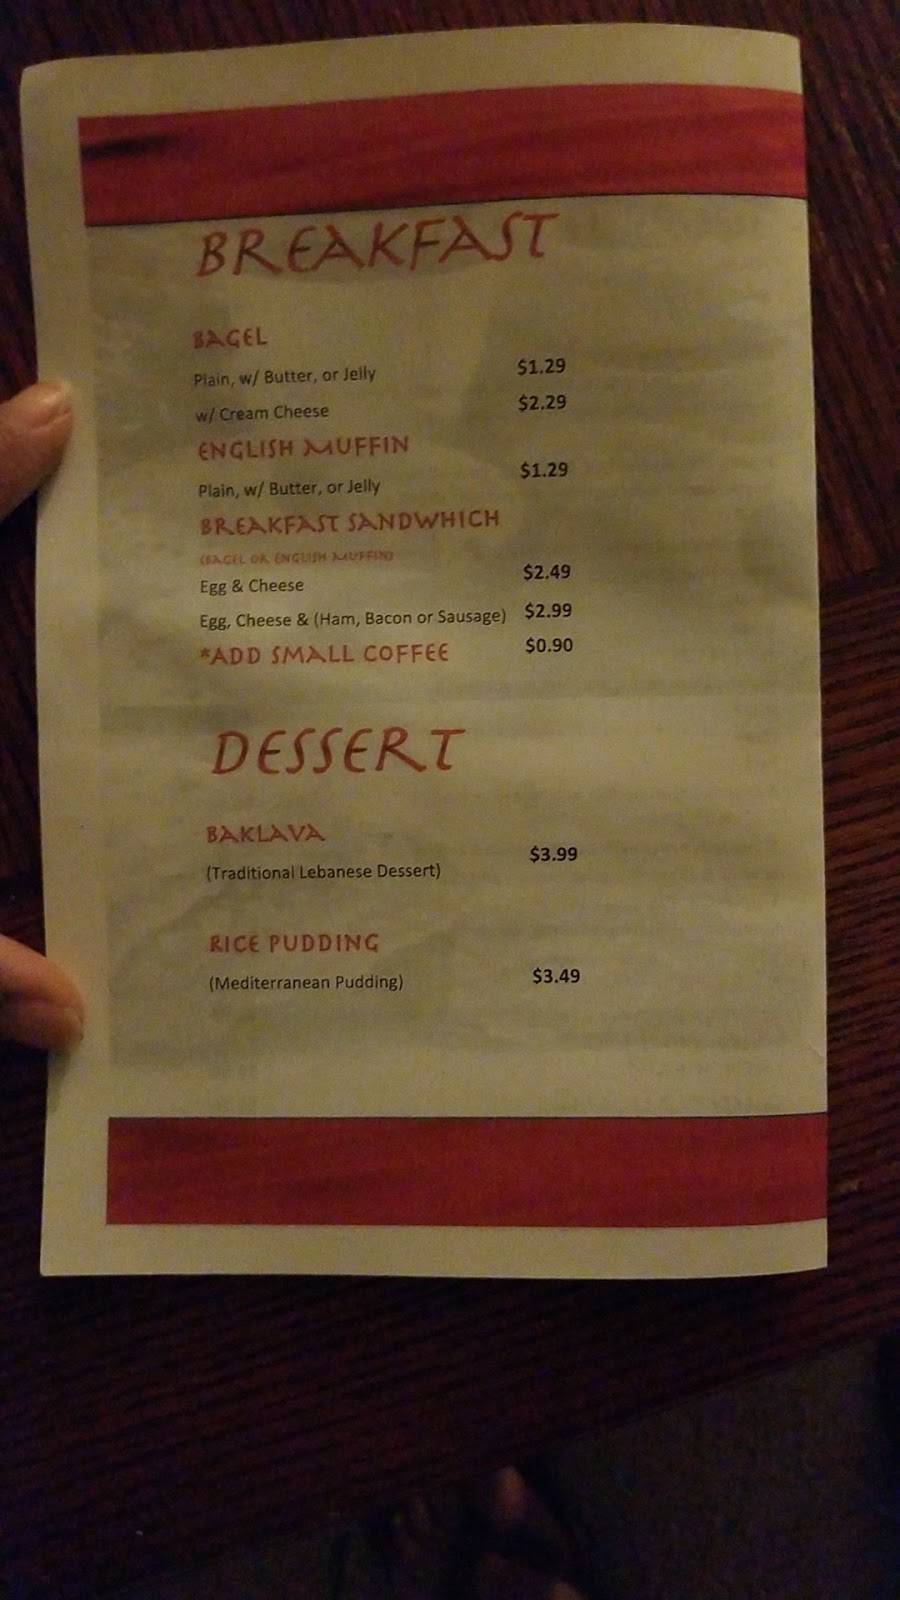 BREAKFAST
BAGEL
Plain, w/ Butter, or Jelly $1.29
w/ Cream Cheese $2.29
ENGLISH MUFFIN
Plain, w/ Butter, or Jelly $1.29
BREAKFAST SANDWHICH
(BAGEL OR ENGLISH MUFFIN)
Egg & Cheese $2.49
Egg, Cheese & (Ham, Bacon or Sausage) $2.99
*ADD SMALL COFFEE $0.90
DESSERT
BAKLAVA
(Traditional Lebanese Dessert) $3.99
RICE PUDDING
(Mediterranean Pudding) $3.49